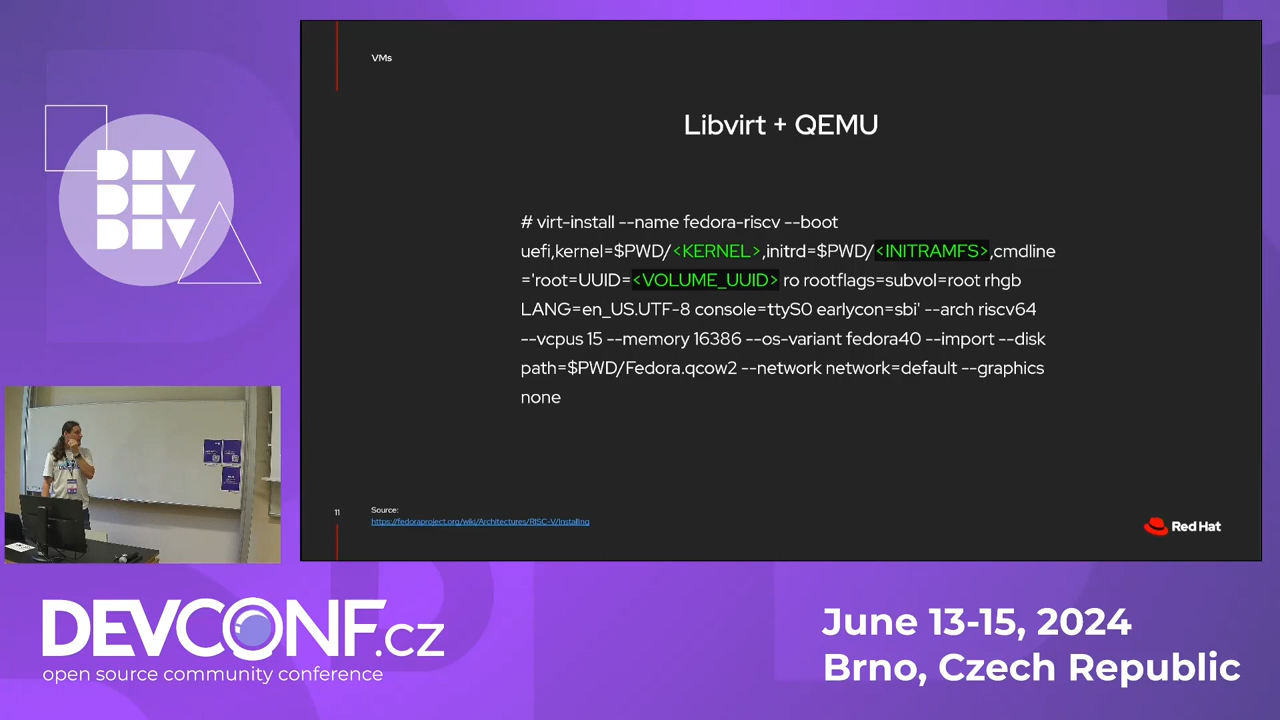 VMs
Libvirt + QEMU
# virt-install --name fedora-riscv --boot
uefi,kernel=$PWD/<KERNEL>,initrd=$PWD/<INITRAMFS>,cmdline
='root=UUID=<VOLUME_UUID> ro rootflags=subvol=root rhgb
LANG=en_US.UTF-8 console=ttyS0 earlycon=sbi' --arch riscv64
--vcpus 15 --memory 16386 --os-variant fedora40 --import --disk
path=$PWD/Fedora.qcow2 --network network=default --graphics
none
11
Source:
https://fedoraproject.org/wiki/Architectures/RISC-V/Installing
Red Hat
DEV
DEV
DEV
DEVCONF.cz
open source community conference
June 13-15, 2024
Brno, Czech Republic